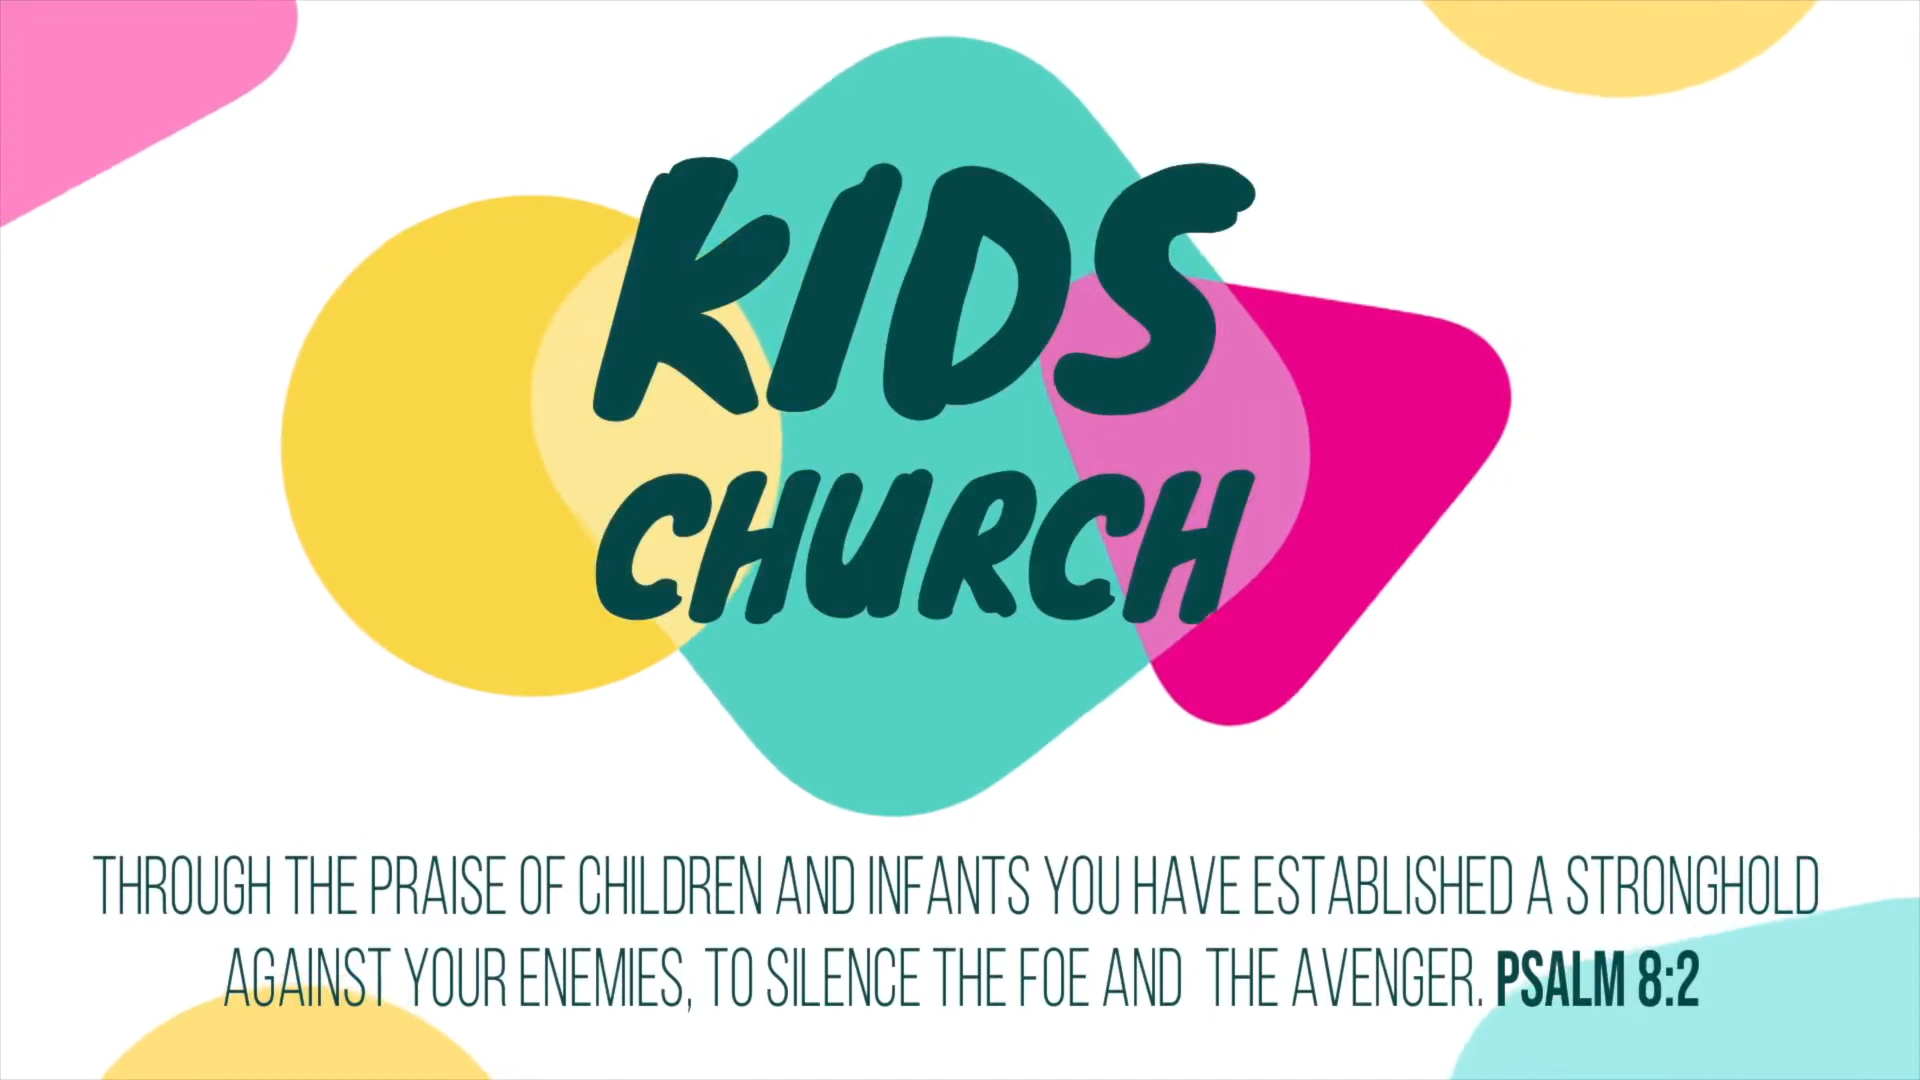 KIDS
CHURCH
THROUGH THE PRAISE OF CHILDREN AND INFANTS YOU HAVE ESTABLISHED A STRONGHOLD
AGAINST YOUR ENEMIES, TO SILENCE THE FOE AND THE AVENGER. PSALM 8:2